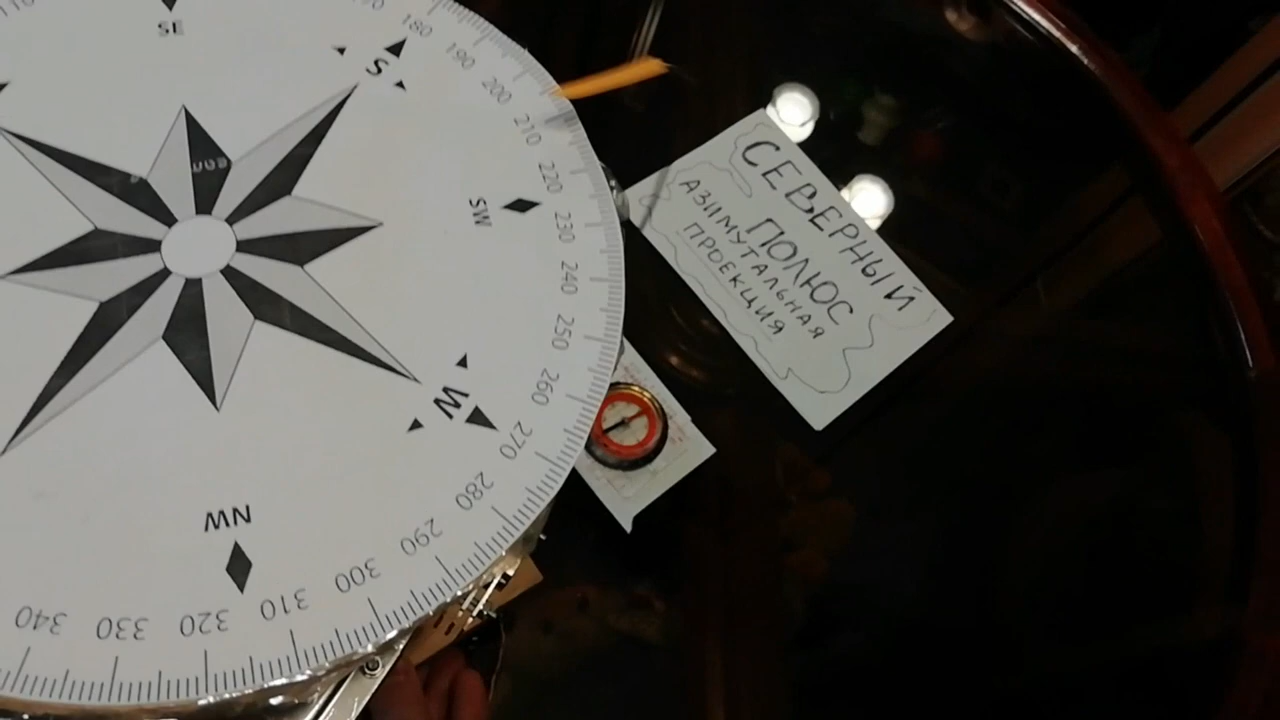 СЕВЕРНЫЙ
ПОЛЮС
АЗИМУТАЛЬНАЯ
ПРОЕКЦИЯ
SE
S
SW
W
NW
180
190
200
210
220
230
240
250
260
270
280
290
300
310
320
330
340